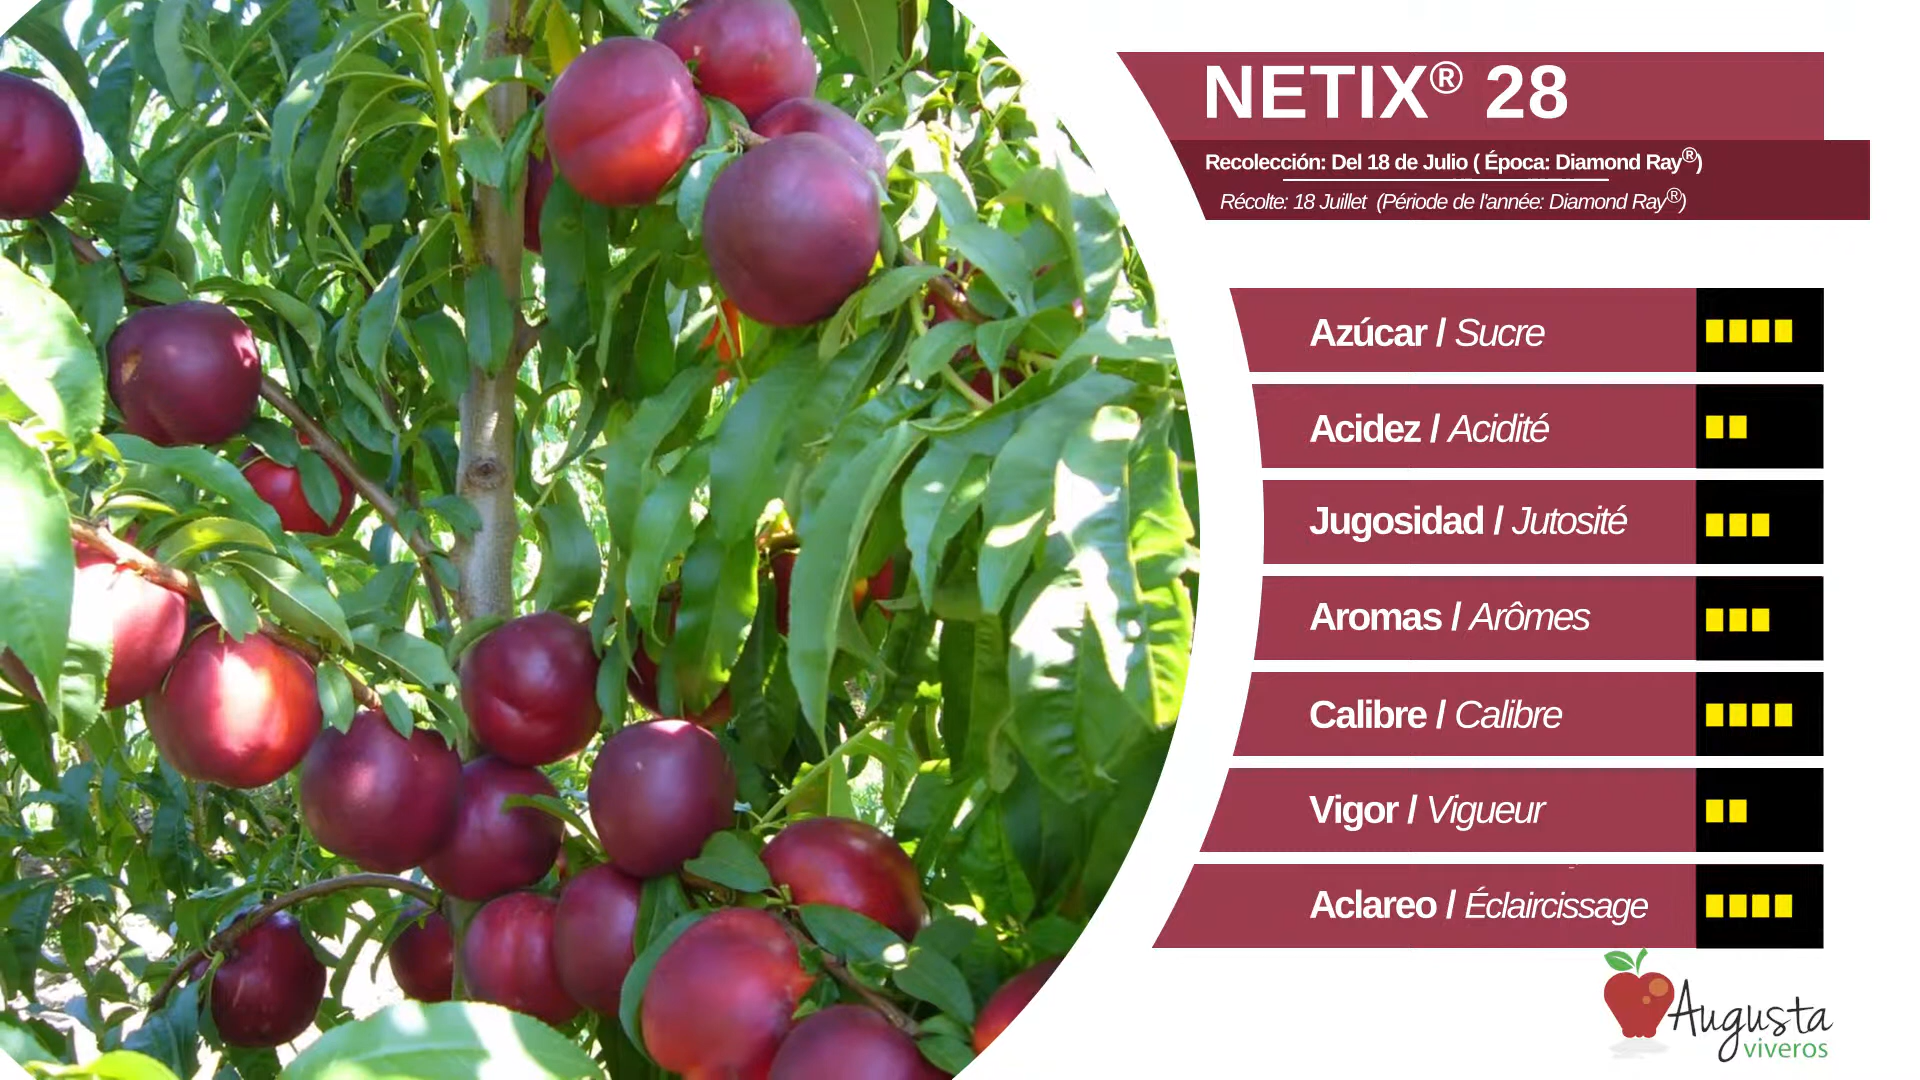 NETIX® 28
Recolección: Del 18 de Julio ( Época: Diamond Ray®)
Récolte: 18 Juillet (Période de l'année: Diamond Ray®)
Azúcar / Sucre
Acidez / Acidité
Jugosidad / Jutosité
Aromas / Arômes
Calibre / Calibre
Vigor / Vigueur
Aclareo / Éclaircissage
Augusta
viveros